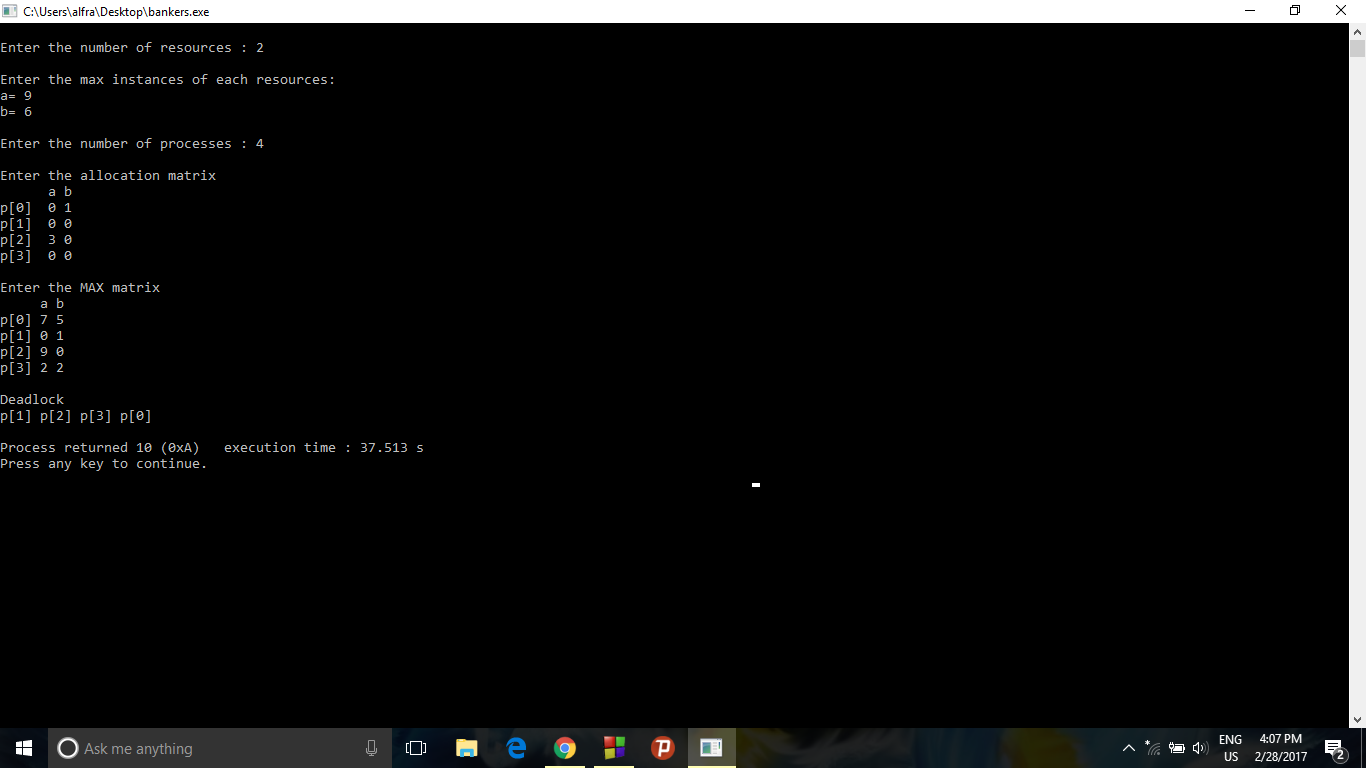 C:\Users\alfra\Desktop\bankers.exe
Enter the number of resources : 2
Enter the max instances of each resources:
a= 9
b= 6
Enter the number of processes : 4
Enter the allocation matrix
a b
p[0] 0 1
p[1] 0 0
p[2] 3 0
p[3] 0 0
Enter the MAX matrix
a b
p[0] 7 5
p[1] 0 1
p[2] 9 0
p[3] 2 2
Deadlock
p[1] p[2] p[3] p[0]
Process returned 10 (0xA)   execution time : 37.513 s
Press any key to continue.
Ask me anything
ENG
US
4:07 PM
2/28/2017
2